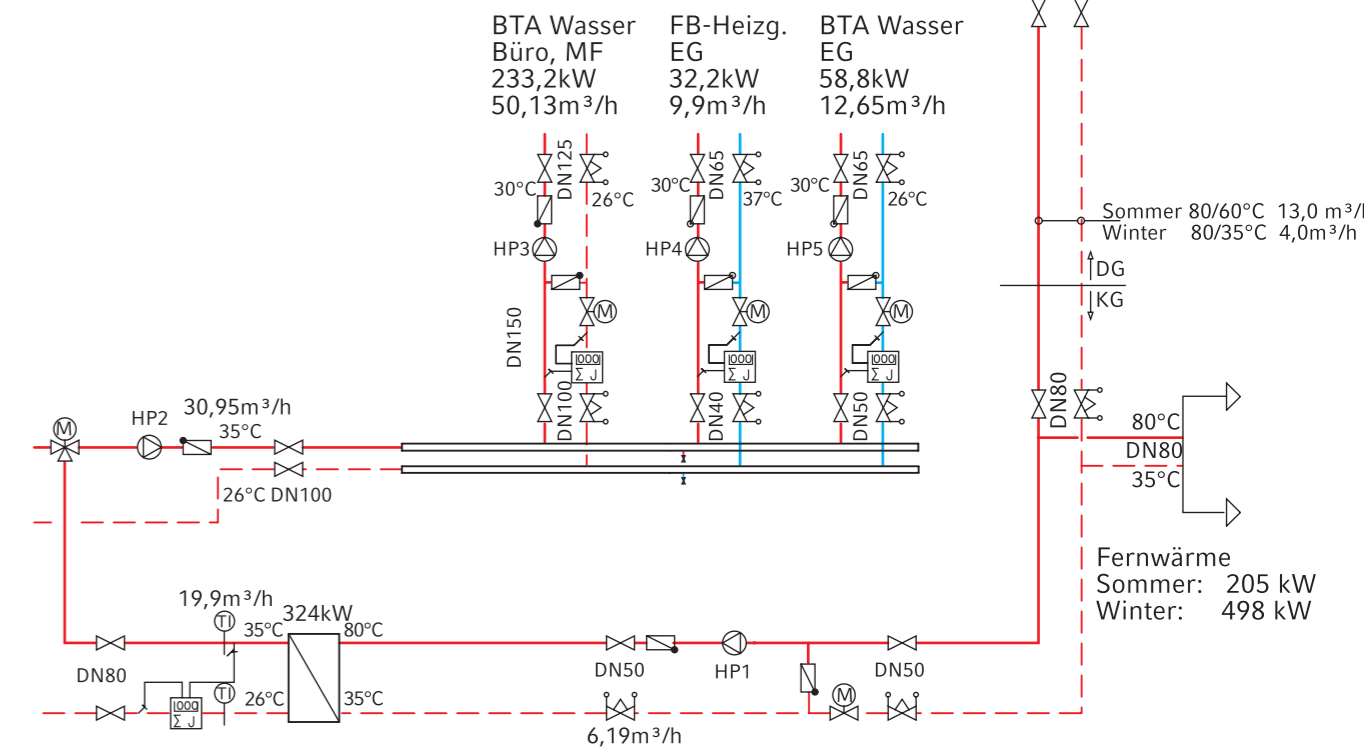 BTA Wasser
Büro, MF
233,2kW
50,13m³/h
FB-Heizg.
EG
32,2kW
9,9m³/h
BTA Wasser
EG
58,8kW
12,65m³/h
DN125
DN65
DN65
30°C
26°C
30°C
37°C
30°C
26°C
Sommer 80/60°C 13,0 m³/
Winter 80/35°C 4,0m³/h
HP3
HP4
HP5
DG
KG
M
M
M
DN150
1000
Σ J
1000
Σ J
1000
Σ J
DN100
DN40
DN50
DN80
M
HP2
30,95m³/h
35°C
26°C DN100
80°C
DN80
35°C
Fernwärme
Sommer: 205 kW
Winter: 498 kW
19,9m³/h
TI
35°C
324kW
80°C
DN80
DN50
HP1
DN50
TI
26°C
35°C
M
1000
Σ J
6,19m³/h